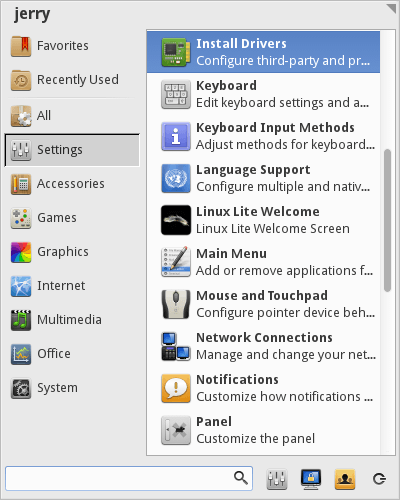 jerry
Favorites
Recently Used
All
Settings
Accessories
Games
Graphics
Internet
Multimedia
Office
System
Install Drivers
Configure third-party and pr...
Keyboard
Edit keyboard settings and a...
Keyboard Input Methods
Adjust methods for keyboard...
Language Support
Configure multiple and nativ...
Linux Lite Welcome
Linux Lite Welcome Screen
Main Menu
Add or remove applications f...
Mouse and Touchpad
Configure pointer device beh...
Network Connections
Manage and change your net...
Notifications
Customize how notifications ...
Panel
Customize the panel